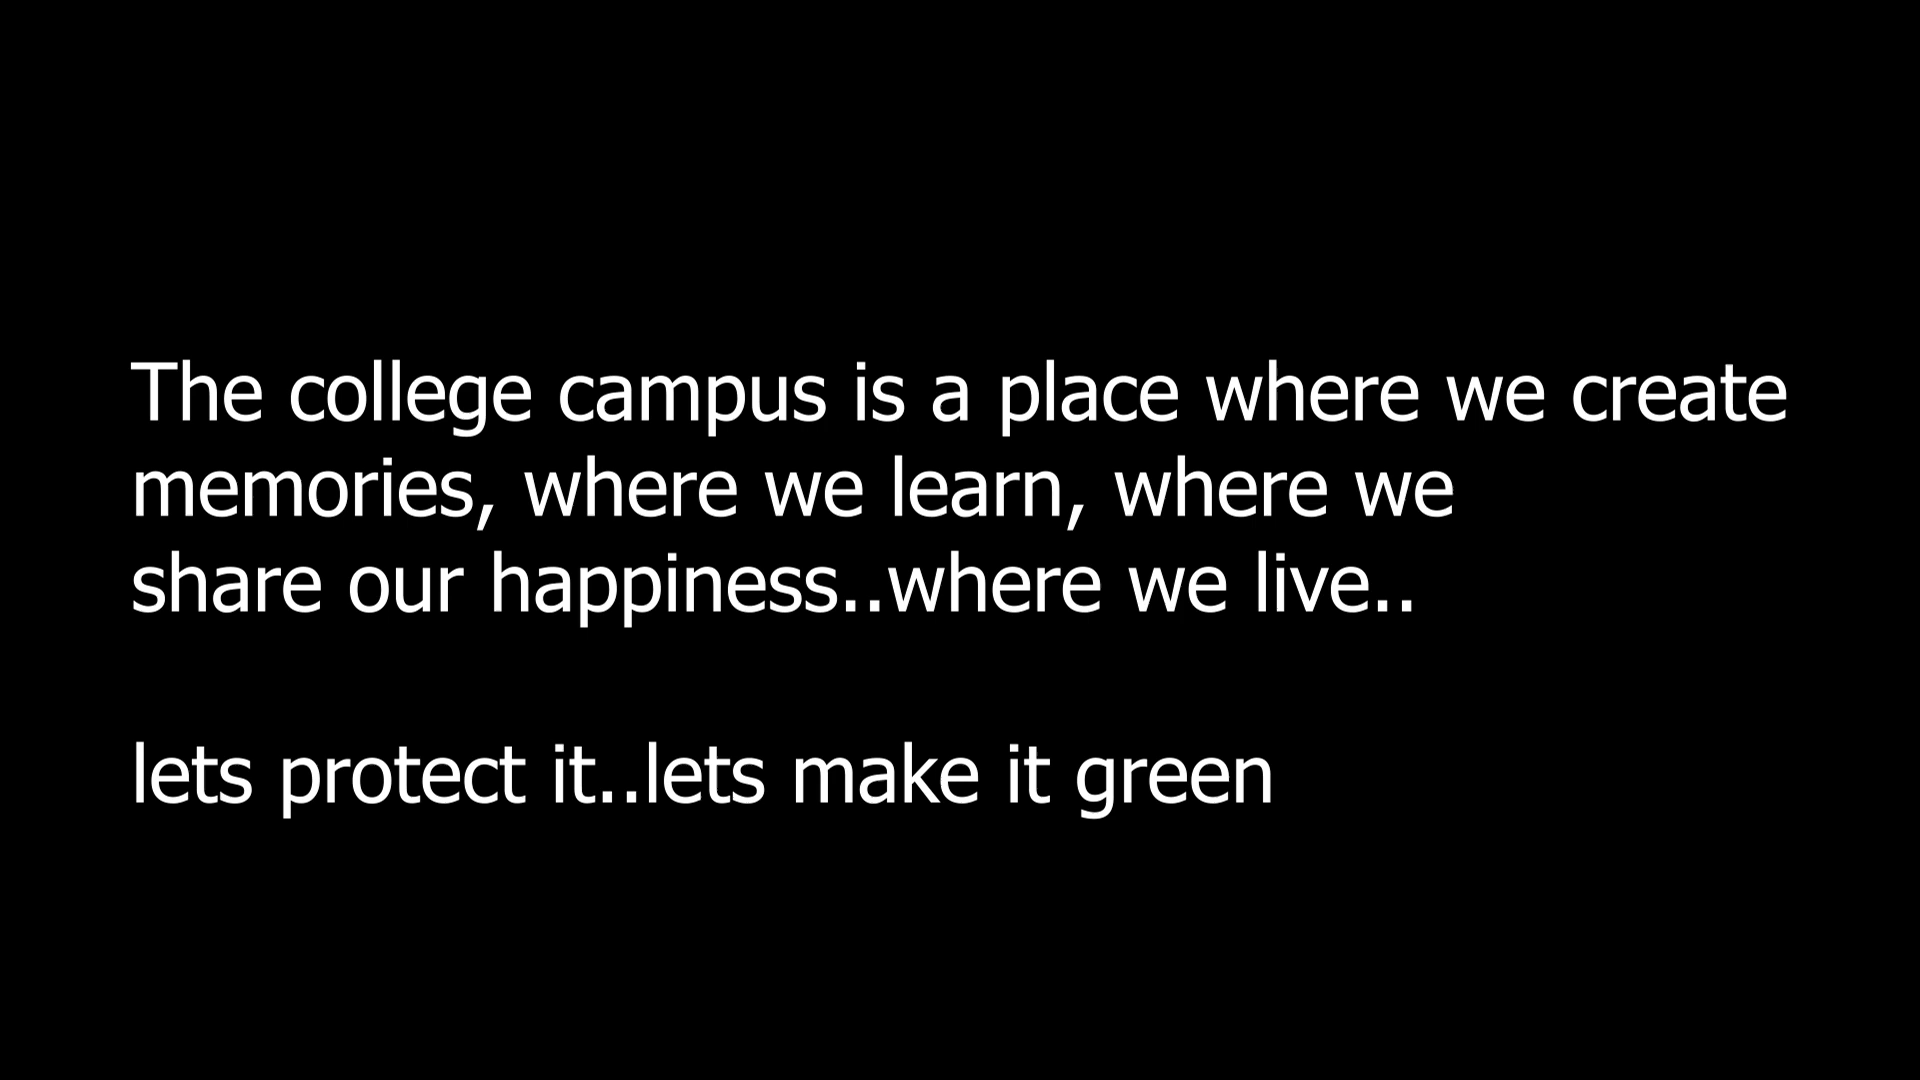 The college campus is a place where we create
memories, where we learn, where we
share our happiness..where we live..
lets protect it..lets make it green